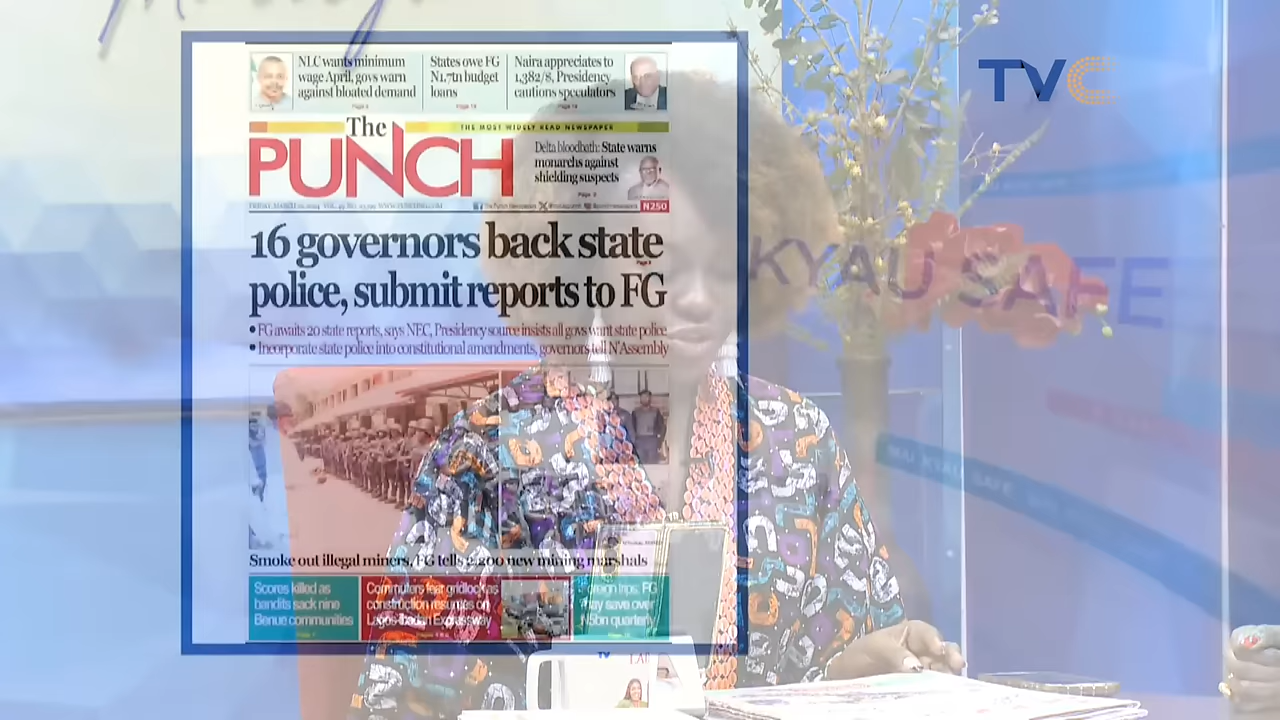 TVC
NLC wants minimum
wage April, govs warn
against bloated demand
States owe FG
N1.7tn budget
loans
Naira appreciates to
1,382/$, Presidency
cautions speculators
The
THE MOST WIDELY READ NEWSPAPER
PUNCH
Delta bloodbath: State warns
monarchs against
shielding suspects
N250
16 governors back state
police, submit reports to FG
• FG awaits 20 state reports, says NEC, Presidency source insists all govs want state police
• Incorporate state police into constitutional amendments, governors tell N'Assembly
KYAU SAFE
Smoke out illegal miners, FG tells 2,200 new mining marshals
Scores killed as
bandits sack nine
Benue communities
Commuters fear gridlock as
construction resumes on
Lagos-Ibadan Expressway
Foreign trips: FG
may save over
N5bn quarterly